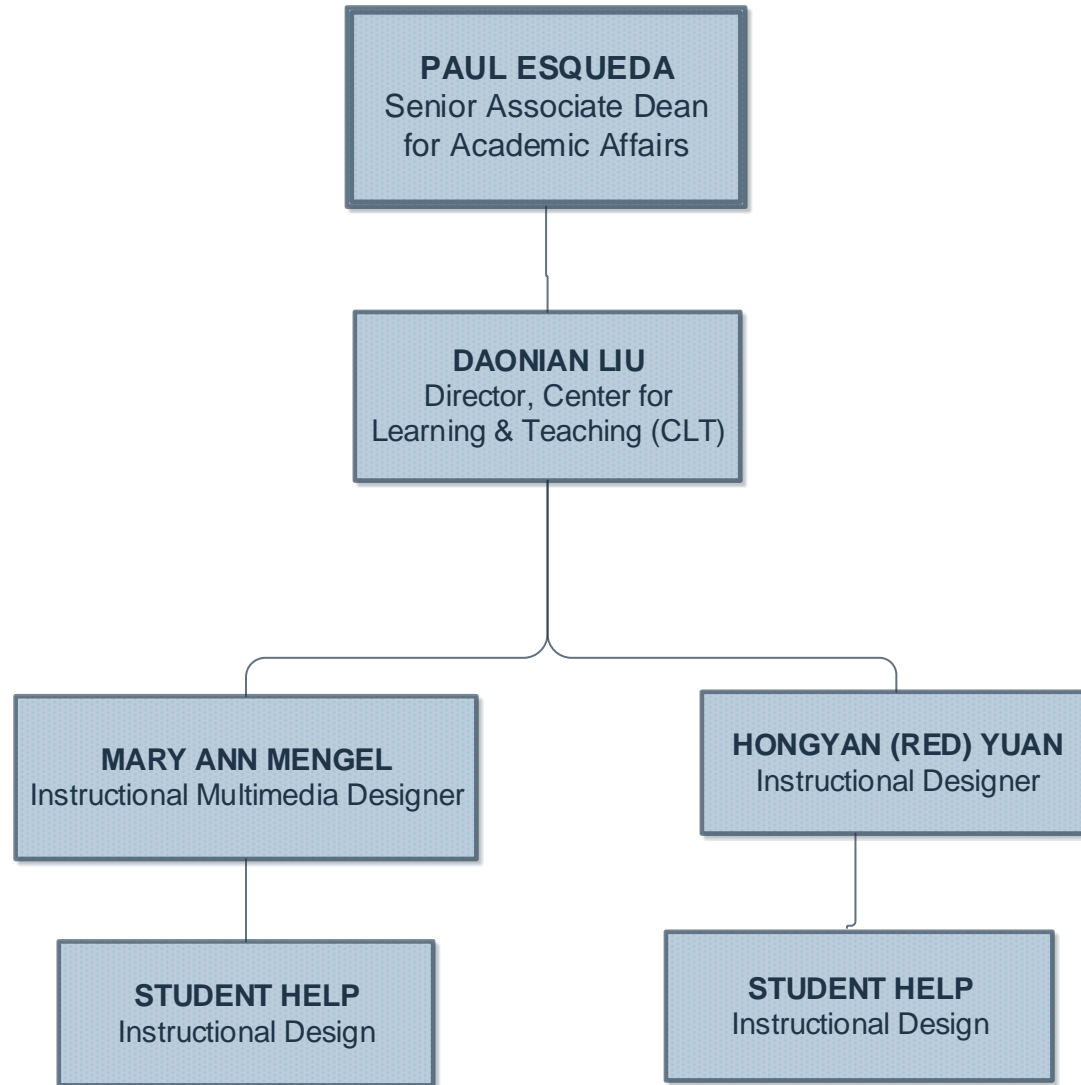 PAUL ESQUEDA
Senior Associate Dean
for Academic Affairs
DAONIAN LIU
Director, Center for
Learning & Teaching (CLT)
MARY ANN MENGEL
Instructional Multimedia Designer
HONGYAN (RED) YUAN
Instructional Designer
STUDENT HELP
Instructional Design
STUDENT HELP
Instructional Design